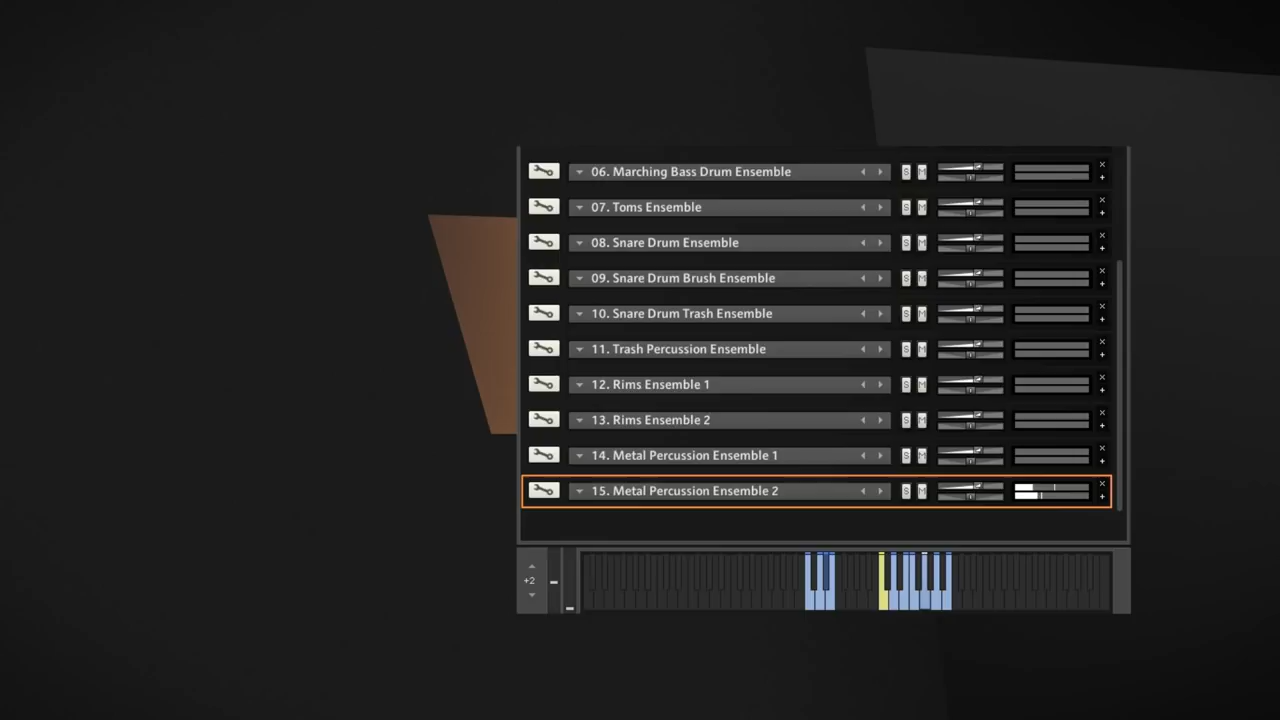 06. Marching Bass Drum Ensemble S M
07. Toms Ensemble S M
08. Snare Drum Ensemble S M
09. Snare Drum Brush Ensemble S M
10. Snare Drum Trash Ensemble S M
11. Trash Percussion Ensemble S M
12. Rims Ensemble 1 S M
13. Rims Ensemble 2 S M
14. Metal Percussion Ensemble 1 S M
15. Metal Percussion Ensemble 2 S M
+2